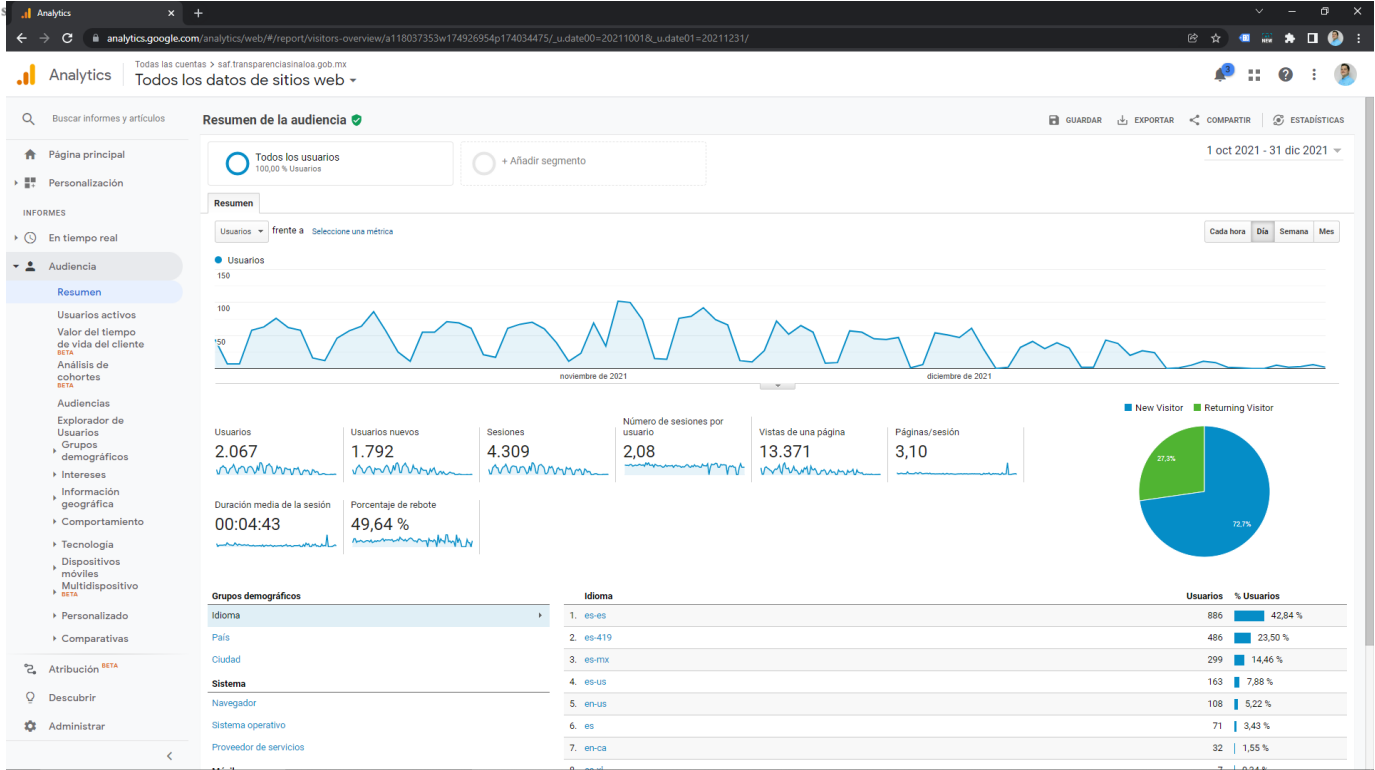 Analytics
analytics.google.com/analytics/web/#/report/visitors-overview/a118037353w174926954p174034475/_u.date00=20211001&_u.date01=20211231/
NEW
Analytics
Todas las cuentas > saf.transparenciasinaloa.gob.mx
Todos los datos de sitios web
3
Buscar informes y artículos
Página principal
Personalización
INFORMES
En tiempo real
Audiencia
Resumen
Usuarios activos
Valor del tiempo
de vida del cliente
BETA
Análisis de
cohortes
BETA
Audiencias
Explorador de
Usuarios
Grupos
demográficos
Intereses
Información
geográfica
Comportamiento
Tecnología
Dispositivos
móviles
Multidispositivo
BETA
Personalizado
Comparativas
Atribución BETA
Descubrir
Administrar
Resumen de la audiencia
GUARDAR
EXPORTAR
COMPARTIR
ESTADÍSTICAS
Todos los usuarios
100,00 % Usuarios
+ Añadir segmento
1 oct 2021 - 31 dic 2021
Resumen
Usuarios frente a Seleccione una métrica
Cada hora Día Semana Mes
Usuarios
150
100
50
noviembre de 2021
diciembre de 2021
New Visitor Returning Visitor
Usuarios
2.067
Usuarios nuevos
1.792
Sesiones
4.309
Número de sesiones por
usuario
2,08
Vistas de una página
13.371
Páginas/sesión
3,10
Duración media de la sesión
00:04:43
Porcentaje de rebote
49,64 %
27,3%
72,7%
Grupos demográficos
Idioma
País
Ciudad
Sistema
Navegador
Sistema operativo
Proveedor de servicios
Idioma Usuarios % Usuarios
1. es-es 886 42,84 %
2. es-419 486 23,50 %
3. es-mx 299 14,46 %
4. es-us 163 7,88 %
5. en-us 108 5,22 %
6. es 71 3,43 %
7. en-ca 32 1,55 %